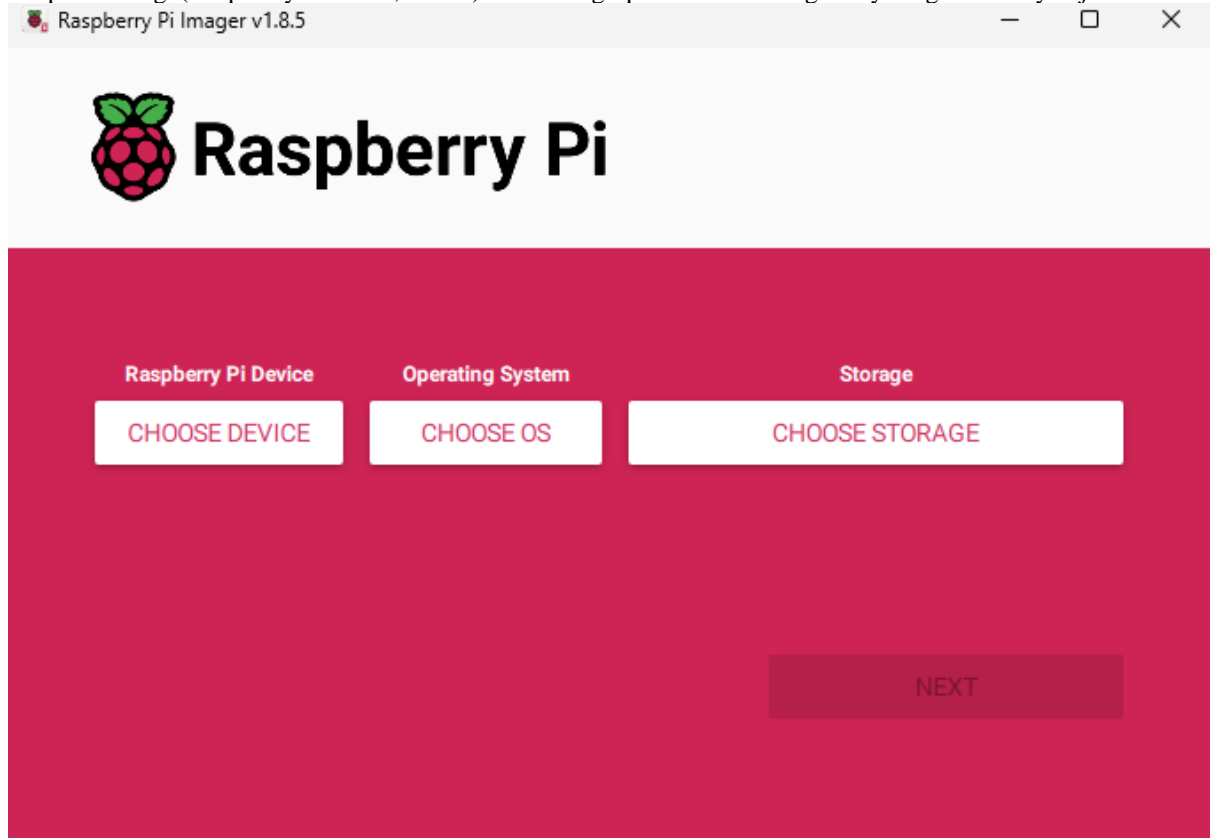 Raspberry Pi Imager v1.8.5
Raspberry Pi
Raspberry Pi Device Operating System Storage
CHOOSE DEVICE CHOOSE OS CHOOSE STORAGE
NEXT